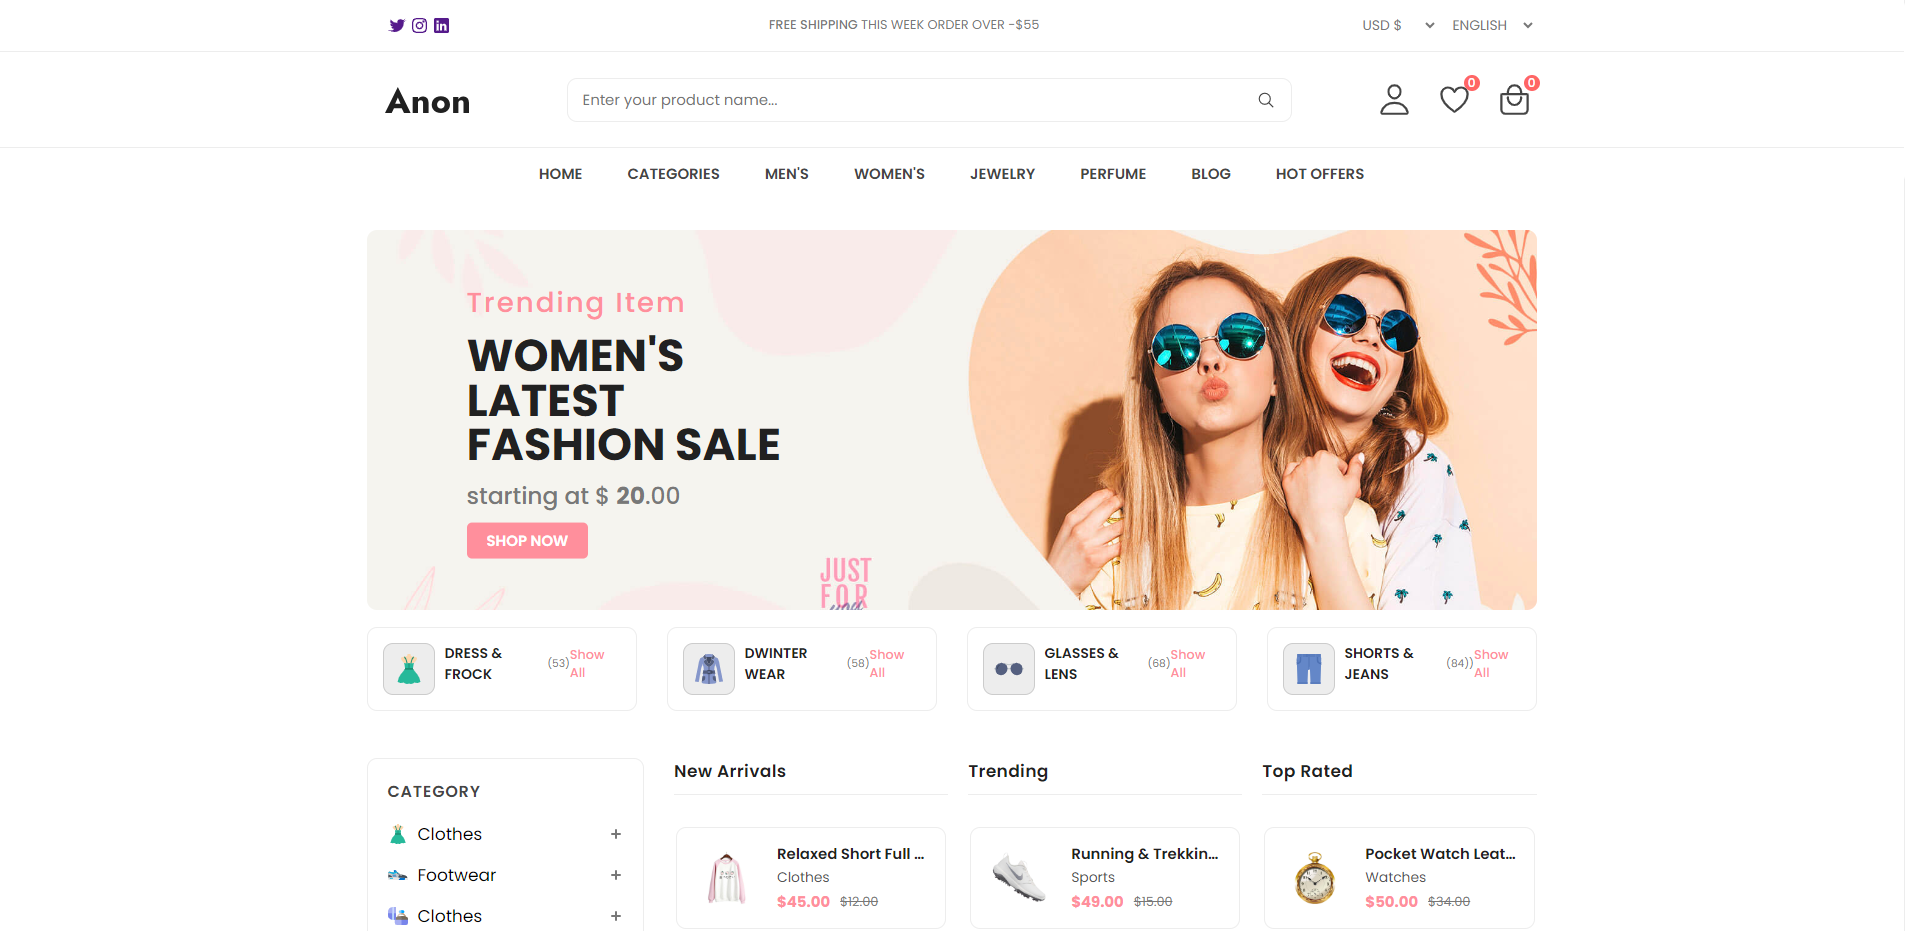 FREE SHIPPING THIS WEEK ORDER OVER -$55
USD $
ENGLISH
Anon
Enter your product name...
0
0
HOME
CATEGORIES
MEN'S
WOMEN'S
JEWELRY
PERFUME
BLOG
HOT OFFERS
Trending Item
WOMEN'S
LATEST
FASHION SALE
starting at $ 20.00
SHOP NOW
JUST
FOR
you
DRESS &
FROCK
(53)
Show
All
DWINTER
WEAR
(58)
Show
All
GLASSES &
LENS
(68)
Show
All
SHORTS &
JEANS
(84))
Show
All
CATEGORY
Clothes
Footwear
Clothes
New Arrivals
Relaxed Short Full ...
Clothes
$45.00 $12.00
Trending
Running & Trekkin...
Sports
$49.00 $15.00
Top Rated
Pocket Watch Leat...
Watches
$50.00 $34.00